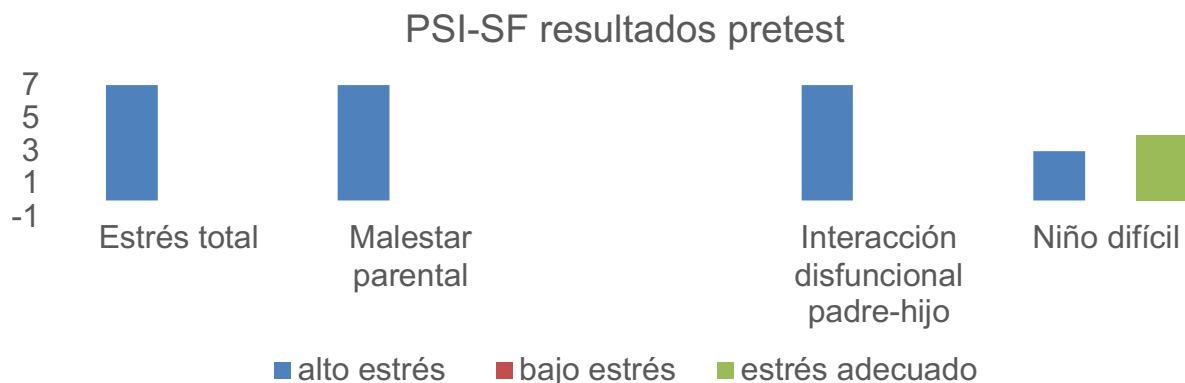 PSI-SF resultados pretest
7
5
3
1
-1
Estrés total
Malestar
parental
Interacción
disfuncional
padre-hijo
Niño difícil
alto estrés
bajo estrés
estrés adecuado